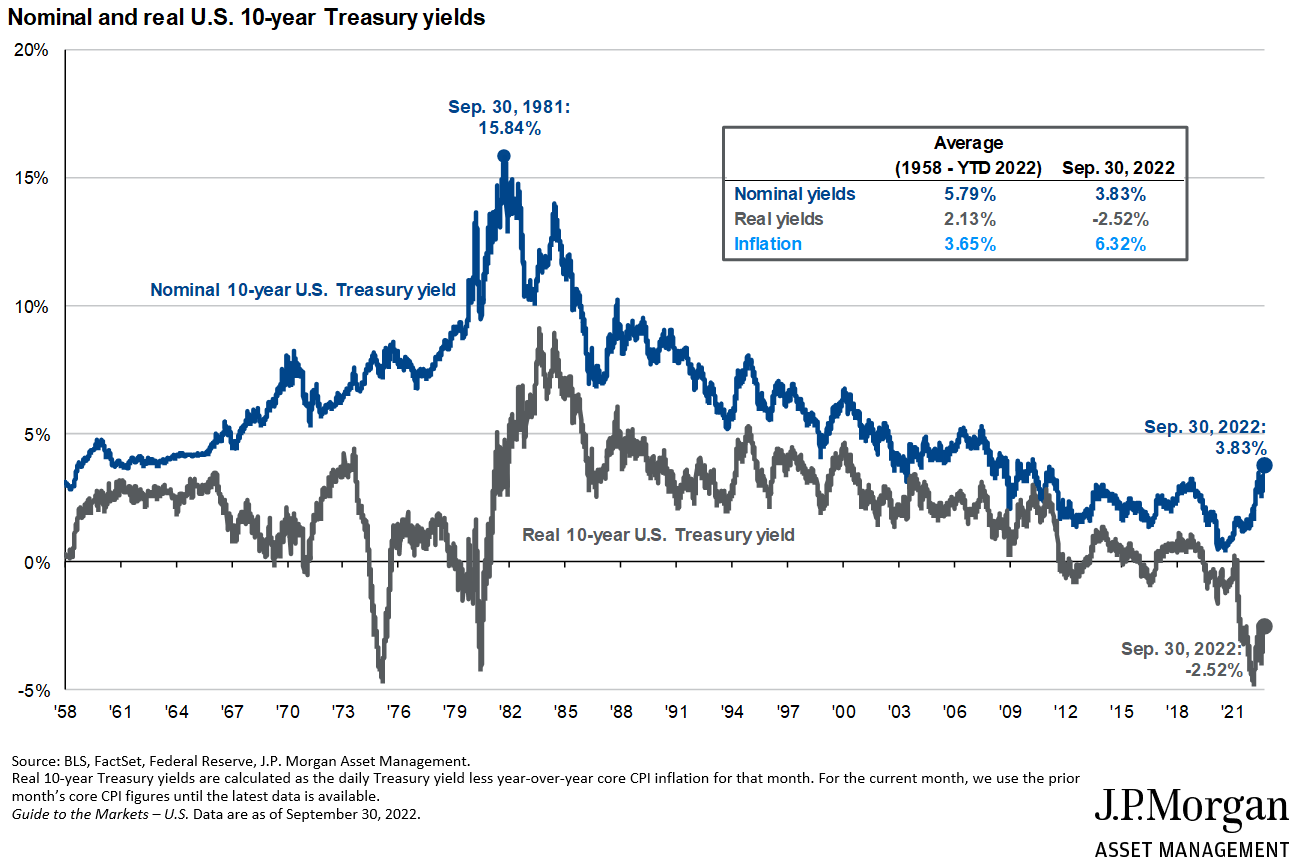 Nominal and real U.S. 10-year Treasury yields
20%
15%
10%
5%
0%
-5%
Sep. 30, 1981:
15.84%
Average
(1958 - YTD 2022) Sep. 30, 2022
Nominal yields 5.79% 3.83%
Real yields 2.13% -2.52%
Inflation 3.65% 6.32%
Nominal 10-year U.S. Treasury yield
Sep. 30, 2022:
3.83%
Real 10-year U.S. Treasury yield
Sep. 30, 2022:
-2.52%
'58 '61 '64 '67 '70 '73 '76 '79 '82 '85 '88 '91 '94 '97 '00 '03 '06 '09 '12 '15 '18 '21
Source: BLS, FactSet, Federal Reserve, J.P. Morgan Asset Management.
Real 10-year Treasury yields are calculated as the daily Treasury yield less year-over-year core CPI inflation for that month. For the current month, we use the prior
month’s core CPI figures until the latest data is available.
Guide to the Markets – U.S. Data are as of September 30, 2022.
J.P.Morgan
ASSET MANAGEMENT